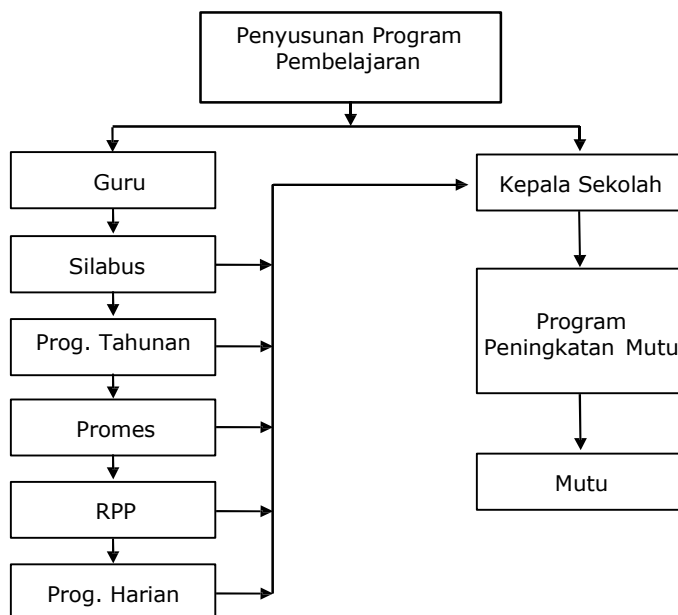 Penyusunan Program
Pembelajaran
Guru
Kepala Sekolah
Silabus
Prog. Tahunan
Program
Peningkatan Mutu
Promes
Mutu
RPP
Prog. Harian